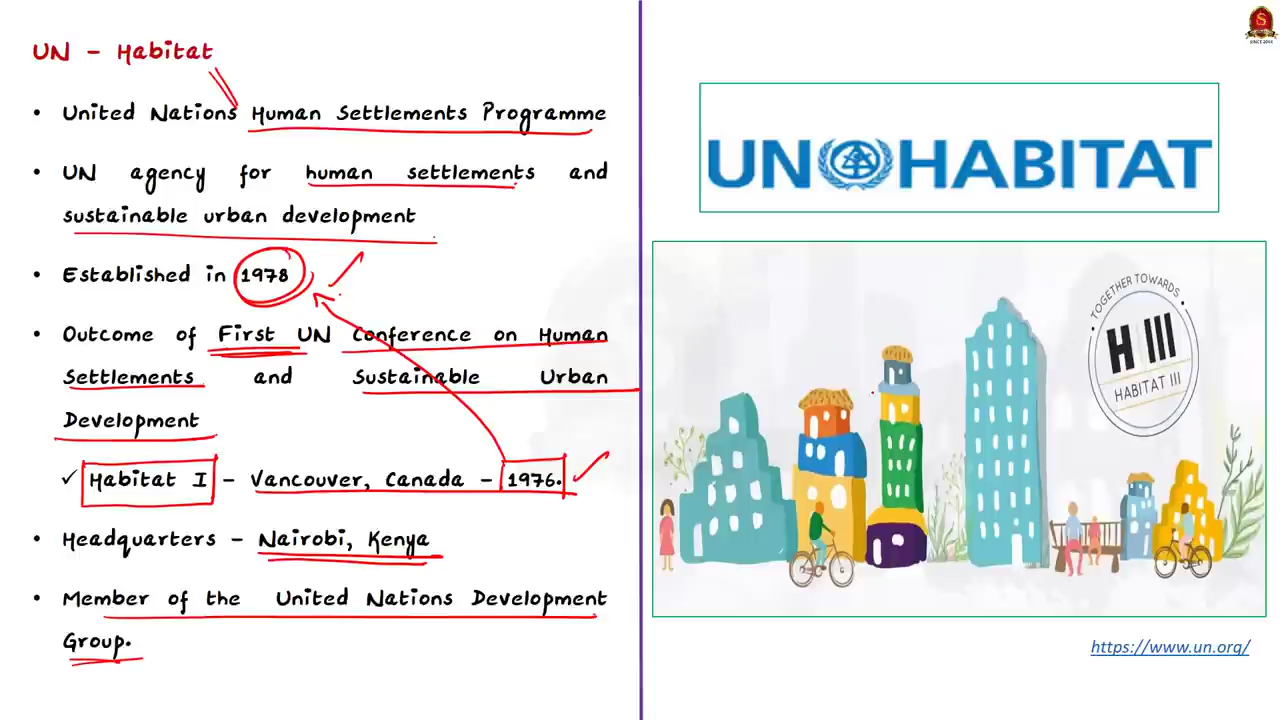 UN - Habitat
• United Nations Human Settlements Programme
• UN agency for human settlements and
sustainable urban development
• Established in 1978
• Outcome of First UN Conference on Human
Settlements and Sustainable Urban
Development
✓ Habitat I - Vancouver, Canada - 1976.
• Headquarters - Nairobi, Kenya
• Member of the United Nations Development
Group.
S
SINCE 2004
UN HABITAT
• TOGETHER TOWARDS •
H III
HABITAT III
https://www.un.org/